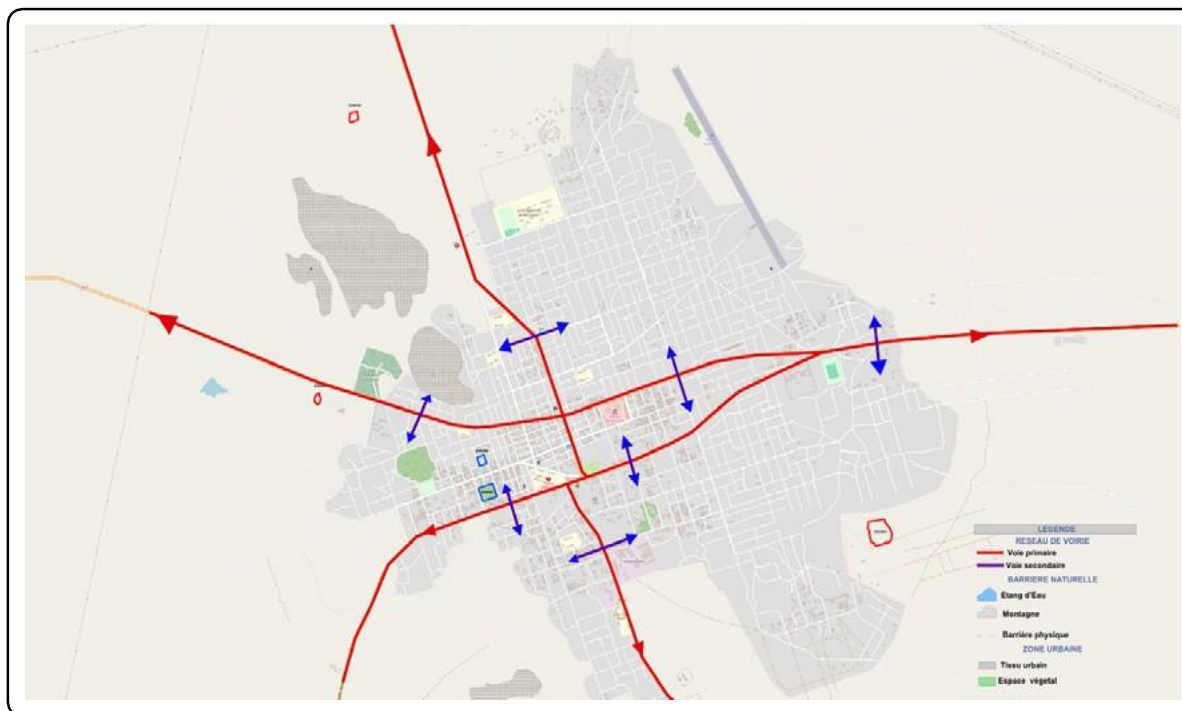 LEGENDE
RESEAU DE VOIRIE
Voie primaire
Voie secondaire
BARRIERE NATURELLE
Etang d'Eau
Montagne
Barrière physique
ZONE URBAINE
Tissu urbain
Espace végetal